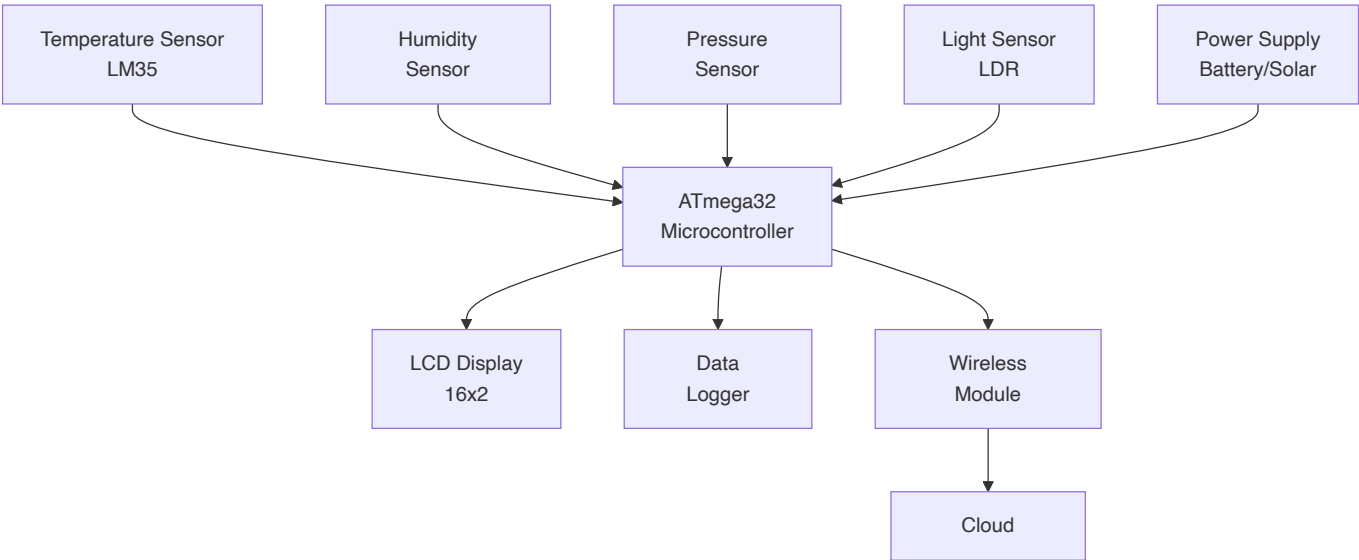 Temperature Sensor
LM35
Humidity
Sensor
Pressure
Sensor
Light Sensor
LDR
Power Supply
Battery/Solar
ATmega32
Microcontroller
LCD Display
16x2
Data
Logger
Wireless
Module
Cloud